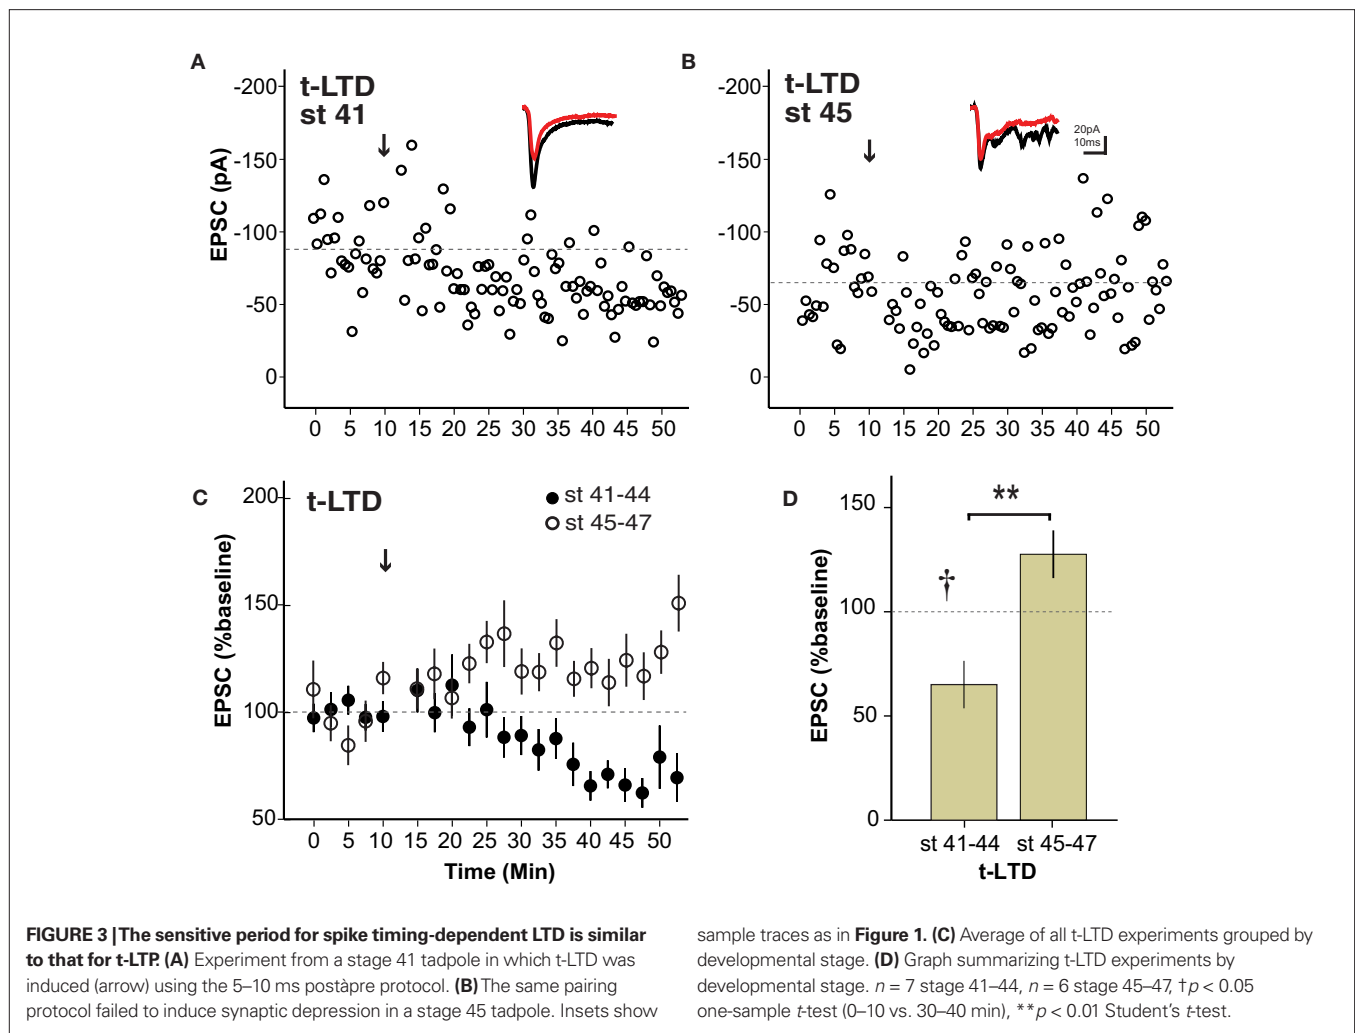 A
t-LTD
st 41
-200
-150
-100
-50
0
EPSC (pA)
0 5 10 15 20 25 30 35 40 45 50
B
t-LTD
st 45
20pA
10ms
-200
-150
-100
-50
0
0 5 10 15 20 25 30 35 40 45 50
C
t-LTD
st 41-44
st 45-47
200
150
100
50
EPSC (%baseline)
0 5 10 15 20 25 30 35 40 45 50
Time (Min)
D
**
†
150
100
50
0
EPSC (%baseline)
st 41-44 st 45-47
t-LTD
FIGURE 3 | The sensitive period for spike timing-dependent LTD is similar
to that for t-LTP. (A) Experiment from a stage 41 tadpole in which t-LTD was
induced (arrow) using the 5–10 ms postàpre protocol. (B) The same pairing
protocol failed to induce synaptic depression in a stage 45 tadpole. Insets show
sample traces as in Figure 1. (C) Average of all t-LTD experiments grouped by
developmental stage. (D) Graph summarizing t-LTD experiments by
developmental stage. n = 7 stage 41–44, n = 6 stage 45–47, †p < 0.05
one-sample t-test (0–10 vs. 30–40 min), **p < 0.01 Student's t-test.